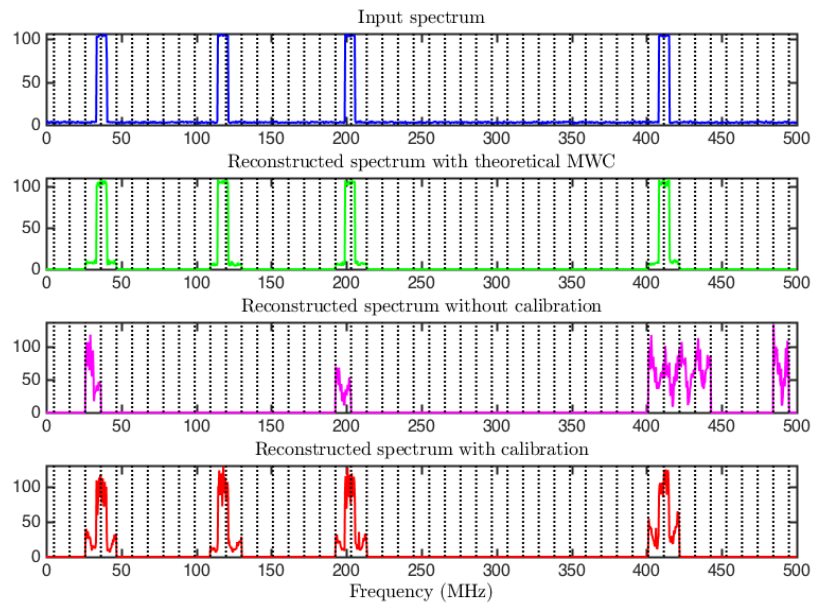 Input spectrum
100
50
0
0 50 100 150 200 250 300 350 400 450 500
Reconstructed spectrum with theoretical MWC
100
50
0
0 50 100 150 200 250 300 350 400 450 500
Reconstructed spectrum without calibration
100
50
0
0 50 100 150 200 250 300 350 400 450 500
Reconstructed spectrum with calibration
100
50
0
0 50 100 150 200 250 300 350 400 450 500
Frequency (MHz)